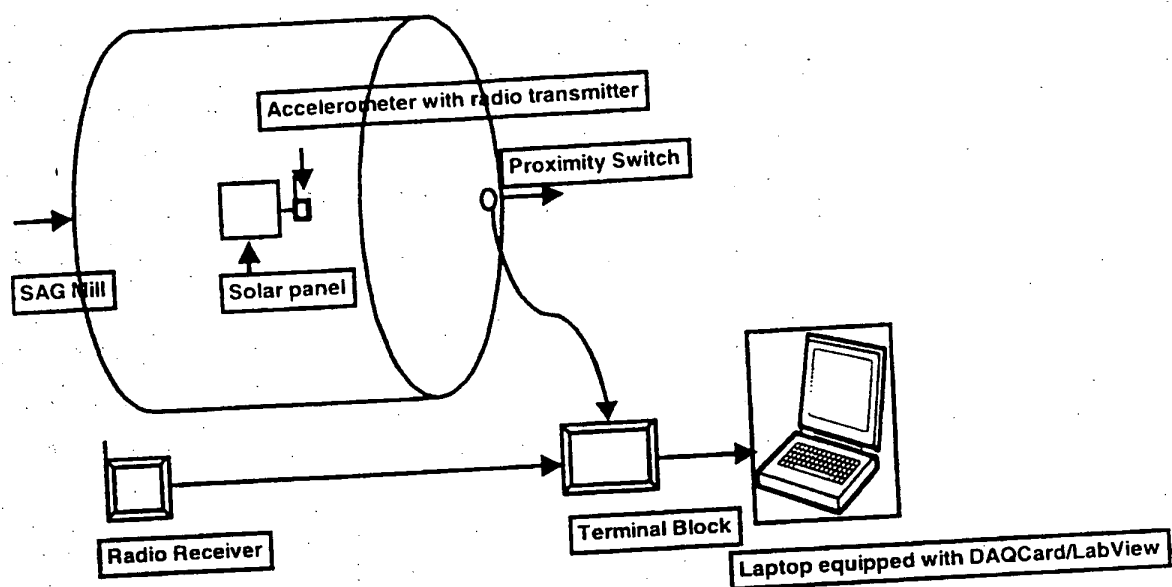 Accelerometer with radio transmitter
Proximity Switch
SAG Mill
Solar panel
Radio Receiver
Terminal Block
Laptop equipped with DAQCard/LabView